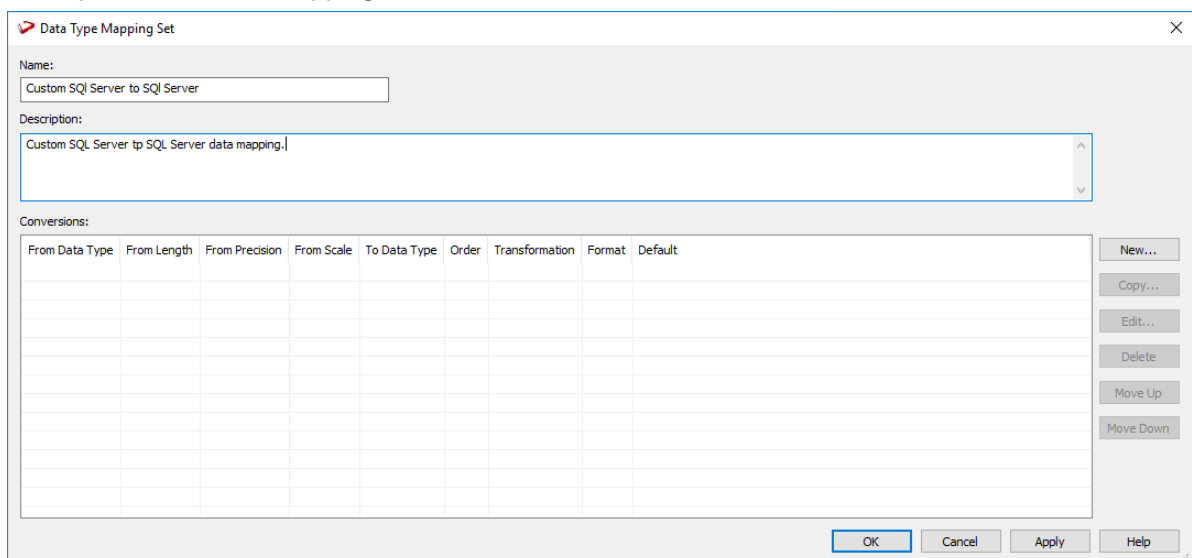 Data Type Mapping Set
Name:
Custom SQl Server to SQl Server
Description:
Custom SQL Server tp SQL Server data mapping.
Conversions:
From Data Type From Length From Precision From Scale To Data Type Order Transformation Format Default
New...
Copy...
Edit...
Delete
Move Up
Move Down
OK Cancel Apply Help